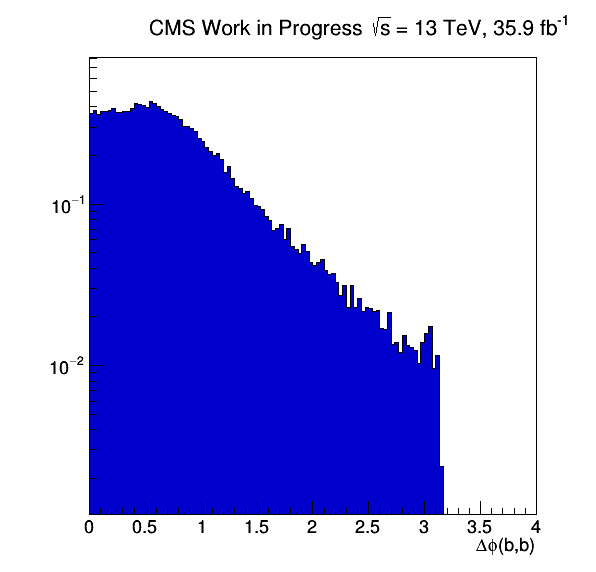 CMS Work in Progress √s = 13 TeV, 35.9 fb⁻¹
10⁻¹
10⁻²
0 0.5 1 1.5 2 2.5 3 3.5 4
Δϕ(b,b)